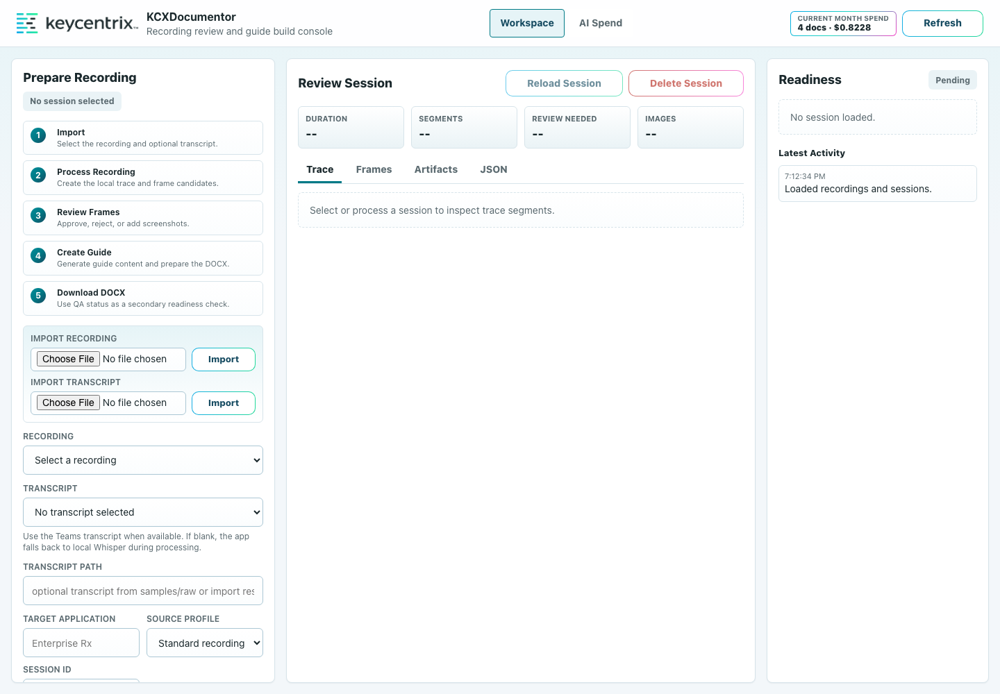 keycentrix™
KCXDocumentor
Recording review and guide build console
Workspace
AI Spend
CURRENT MONTH SPEND
4 docs · $0.8228
Refresh
Prepare Recording
No session selected
1
Import
Select the recording and optional transcript.
2
Process Recording
Create the local trace and frame candidates.
3
Review Frames
Approve, reject, or add screenshots.
4
Create Guide
Generate guide content and prepare the DOCX.
5
Download DOCX
Use QA status as a secondary readiness check.
IMPORT RECORDING
Choose File No file chosen
Import
IMPORT TRANSCRIPT
Choose File No file chosen
Import
RECORDING
Select a recording
TRANSCRIPT
No transcript selected
Use the Teams transcript when available. If blank, the app
falls back to local Whisper during processing.
TRANSCRIPT PATH
optional transcript from samples/raw or import res
TARGET APPLICATION
Enterprise Rx
SOURCE PROFILE
Standard recording
SESSION ID
Review Session
Reload Session
Delete Session
DURATION
--
SEGMENTS
--
REVIEW NEEDED
--
IMAGES
--
Trace
Frames
Artifacts
JSON
Select or process a session to inspect trace segments.
Readiness
Pending
No session loaded.
Latest Activity
7:12:34 PM
Loaded recordings and sessions.